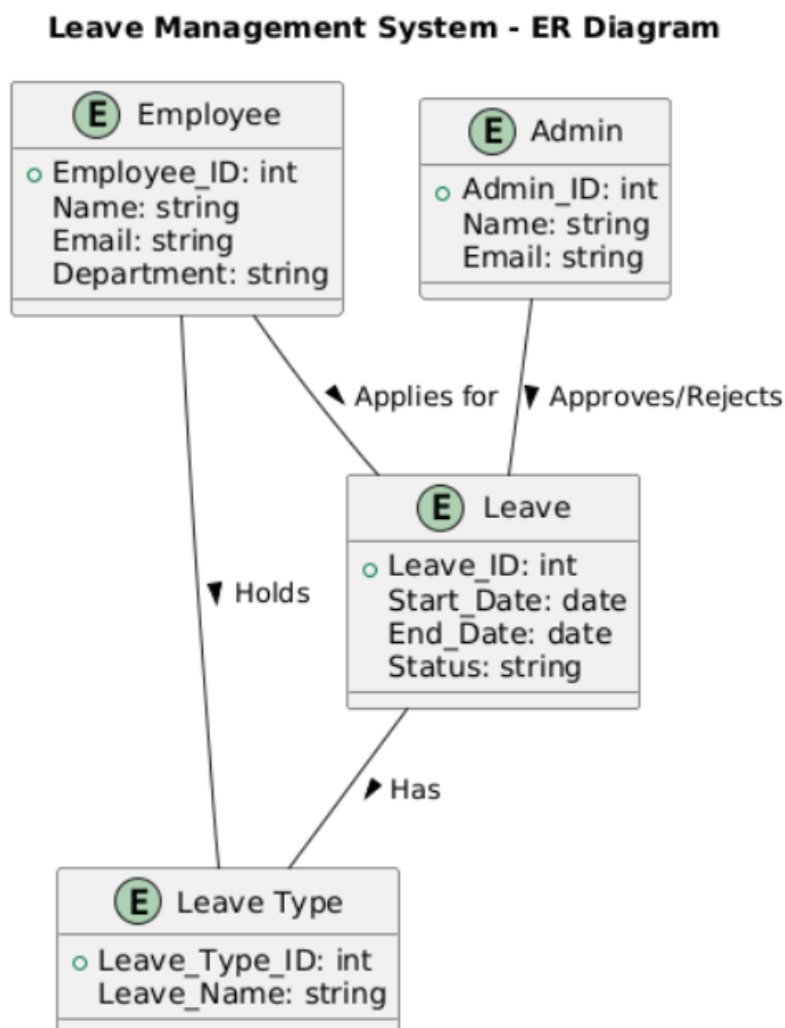 Leave Management System - ER Diagram
E Employee
Employee_ID: int
Name: string
Email: string
Department: string
E Admin
Admin_ID: int
Name: string
Email: string
Applies for
Approves/Rejects
E Leave
Leave_ID: int
Start_Date: date
End_Date: date
Status: string
Holds
Has
E Leave Type
Leave_Type_ID: int
Leave_Name: string